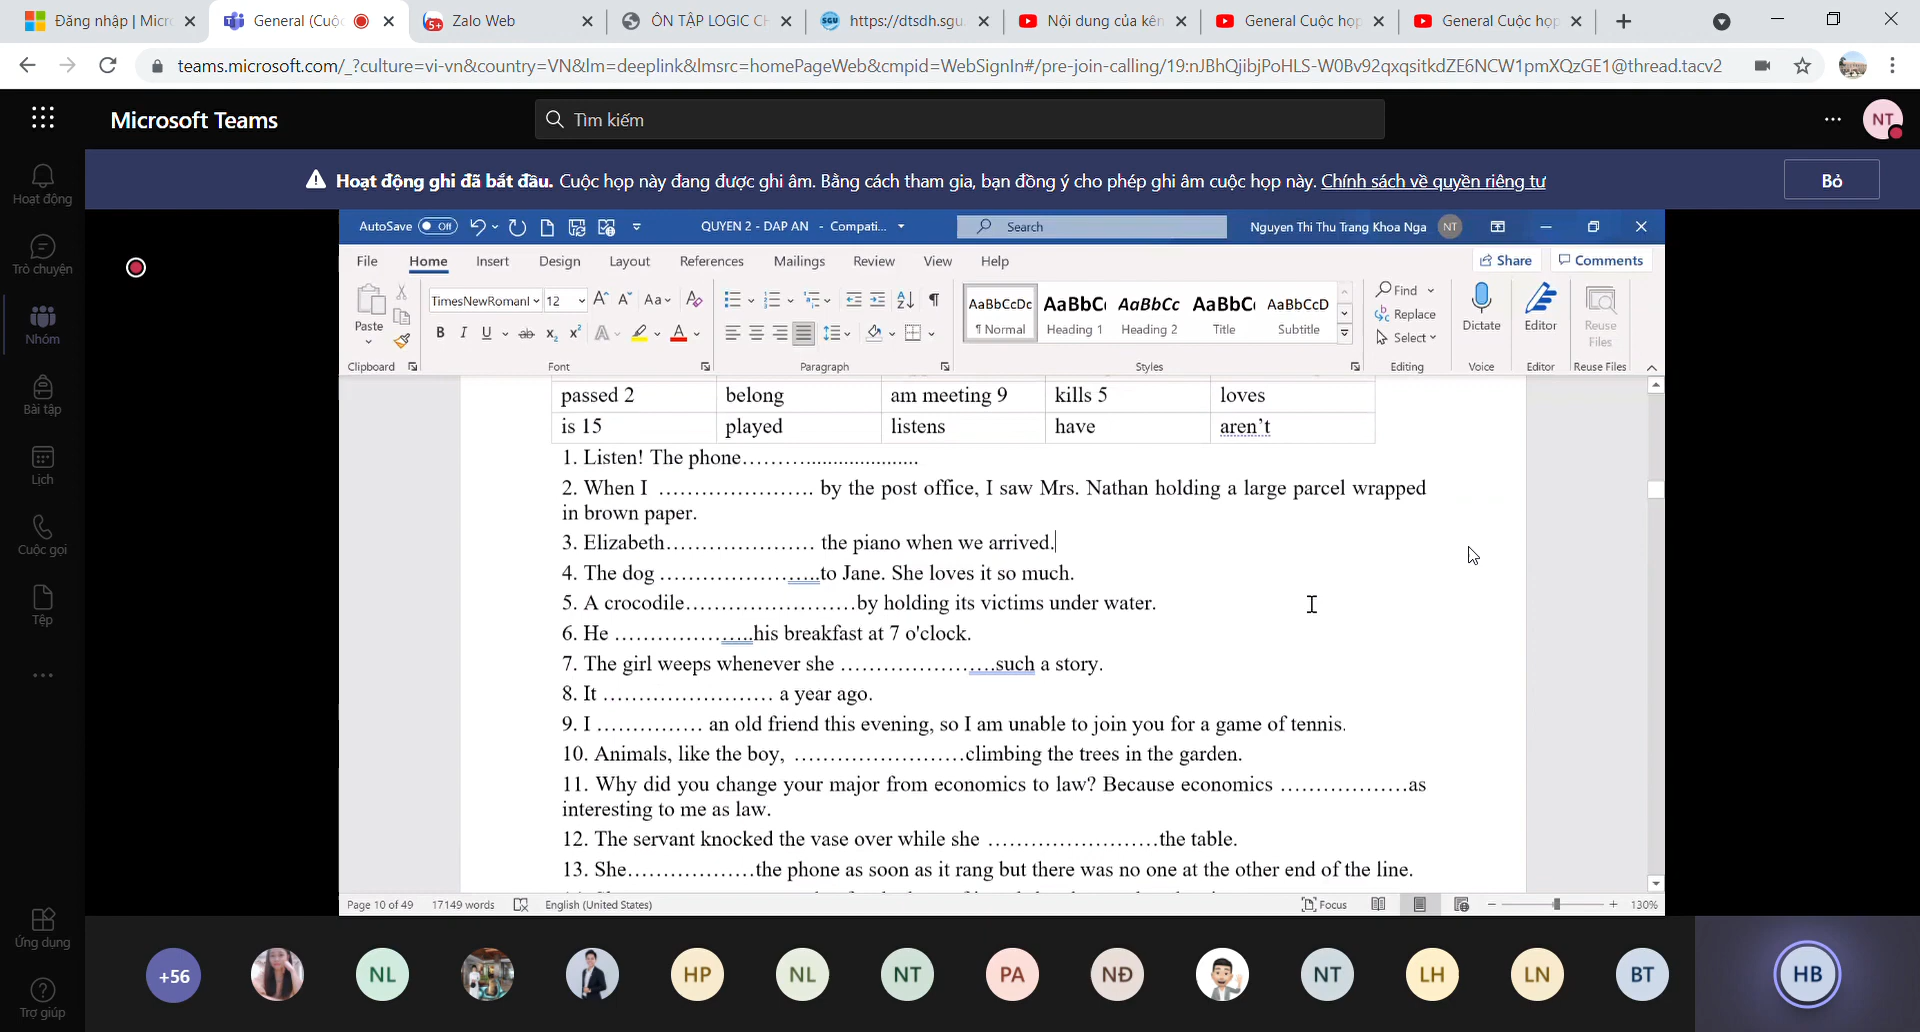 Đăng nhập | Micr
General (Cuộc
Zalo Web
ÔN TẬP LOGIC CH
https://dtsdh.sgu.
Nội dung của kên
General Cuộc họp
General Cuộc họp
teams.microsoft.com/_?culture=vi-vn&country=VN&lm=deeplink&lmsrc=homePageWeb&cmpid=WebSignIn#/pre-join-calling/19:nJBhQjibjPoHLS-W0Bv92qxqsitkdZE6NCW1pmXQzGE1@thread.tacv2
Microsoft Teams
Tìm kiếm
NT
Hoạt động ghi đã bắt đầu. Cuộc họp này đang được ghi âm. Bằng cách tham gia, bạn đồng ý cho phép ghi âm cuộc họp này. Chính sách về quyền riêng tư
Bỏ
Hoạt động
Trò chuyện
Nhóm
Bài tập
Lịch
Cuộc gọi
Tệp
Ứng dụng
Trợ giúp
AutoSave Off
QUYEN 2 - DAP AN - Compati...
Search
Nguyen Thi Thu Trang Khoa Nga NT
File Home Insert Design Layout References Mailings Review View Help
Share Comments
Paste
TimesNewRomanl 12
AaBbCcDc AaBbC AaBbCc AaBbC AaBbCcD
¶ Normal Heading 1 Heading 2 Title Subtitle
Find
Replace
Select
Dictate
Editor
Reuse Files
Clipboard Font Paragraph Styles Editing Voice Editor Reuse Files
passed 2 belong am meeting 9 kills 5 loves
is 15 played listens have aren't
1. Listen! The phone…………....................
2. When I …………………. by the post office, I saw Mrs. Nathan holding a large parcel wrapped
in brown paper.
3. Elizabeth………………… the piano when we arrived.
4. The dog …………………..to Jane. She loves it so much.
5. A crocodile……………………by holding its victims under water.
6. He ………………..his breakfast at 7 o'clock.
7. The girl weeps whenever she ………………….such a story.
8. It …………………… a year ago.
9. I …………… an old friend this evening, so I am unable to join you for a game of tennis.
10. Animals, like the boy, ……………………climbing the trees in the garden.
11. Why did you change your major from economics to law? Because economics ………………as
interesting to me as law.
12. The servant knocked the vase over while she ……………………the table.
13. She………………the phone as soon as it rang but there was no one at the other end of the line.
Page 10 of 49 17149 words English (United States) Focus 130%
+56 NL HP NL NT PA NĐ NT LH LN BT HB